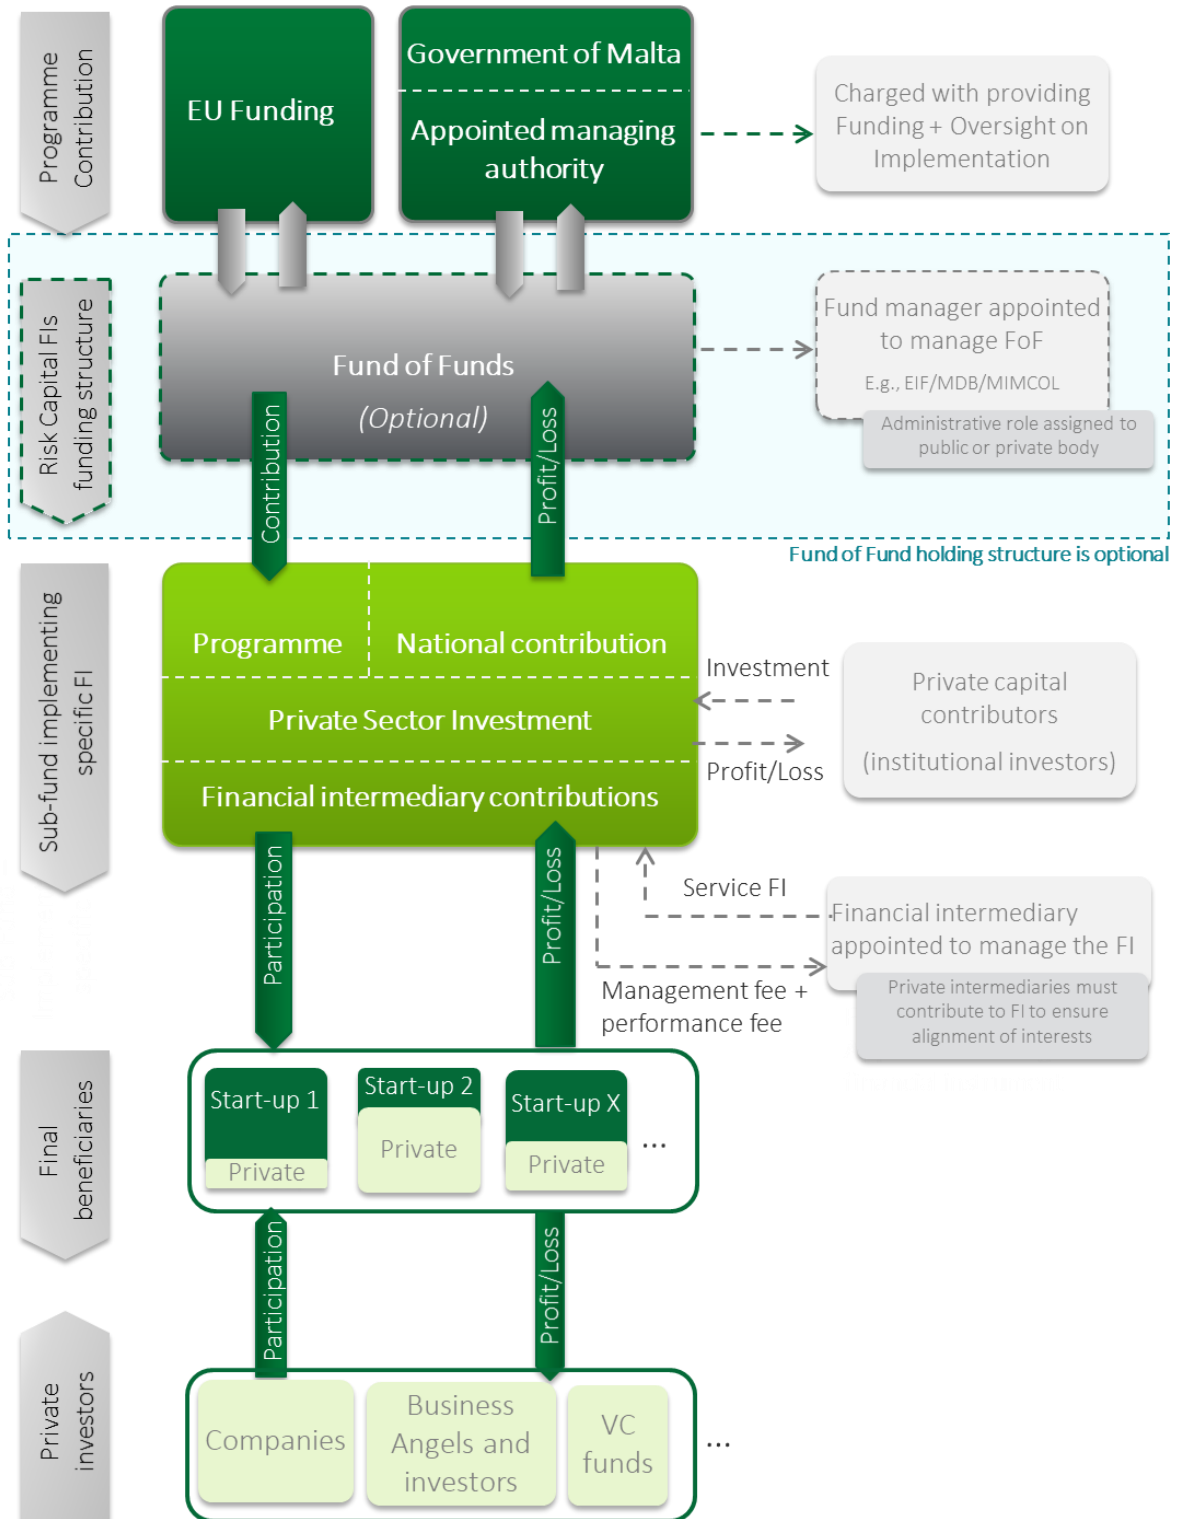 Programme
Contribution
EU Funding
Government of Malta
Appointed managing
authority
Charged with providing
Funding + Oversight on
Implementation
Risk Capital FIs
funding structure
Fund of Funds
(Optional)
Contribution
Profit/Loss
Fund manager appointed
to manage FoF
E.g., EIF/MDB/MIMCOL
Administrative role assigned to
public or private body
Fund of Fund holding structure is optional
Sub-fund implementing
specific FI
Programme
National contribution
Private Sector Investment
Financial intermediary contributions
Investment
Profit/Loss
Private capital
contributors
(institutional investors)
Participation
Profit/Loss
Service FI
Management fee +
performance fee
Financial intermediary
appointed to manage the FI
Private intermediaries must
contribute to FI to ensure
alignment of interests
Final
beneficiaries
Start-up 1
Private
Start-up 2
Private
Start-up X
Private
...
Participation
Profit/Loss
Private
investors
Companies
Business
Angels and
investors
VC
funds
...